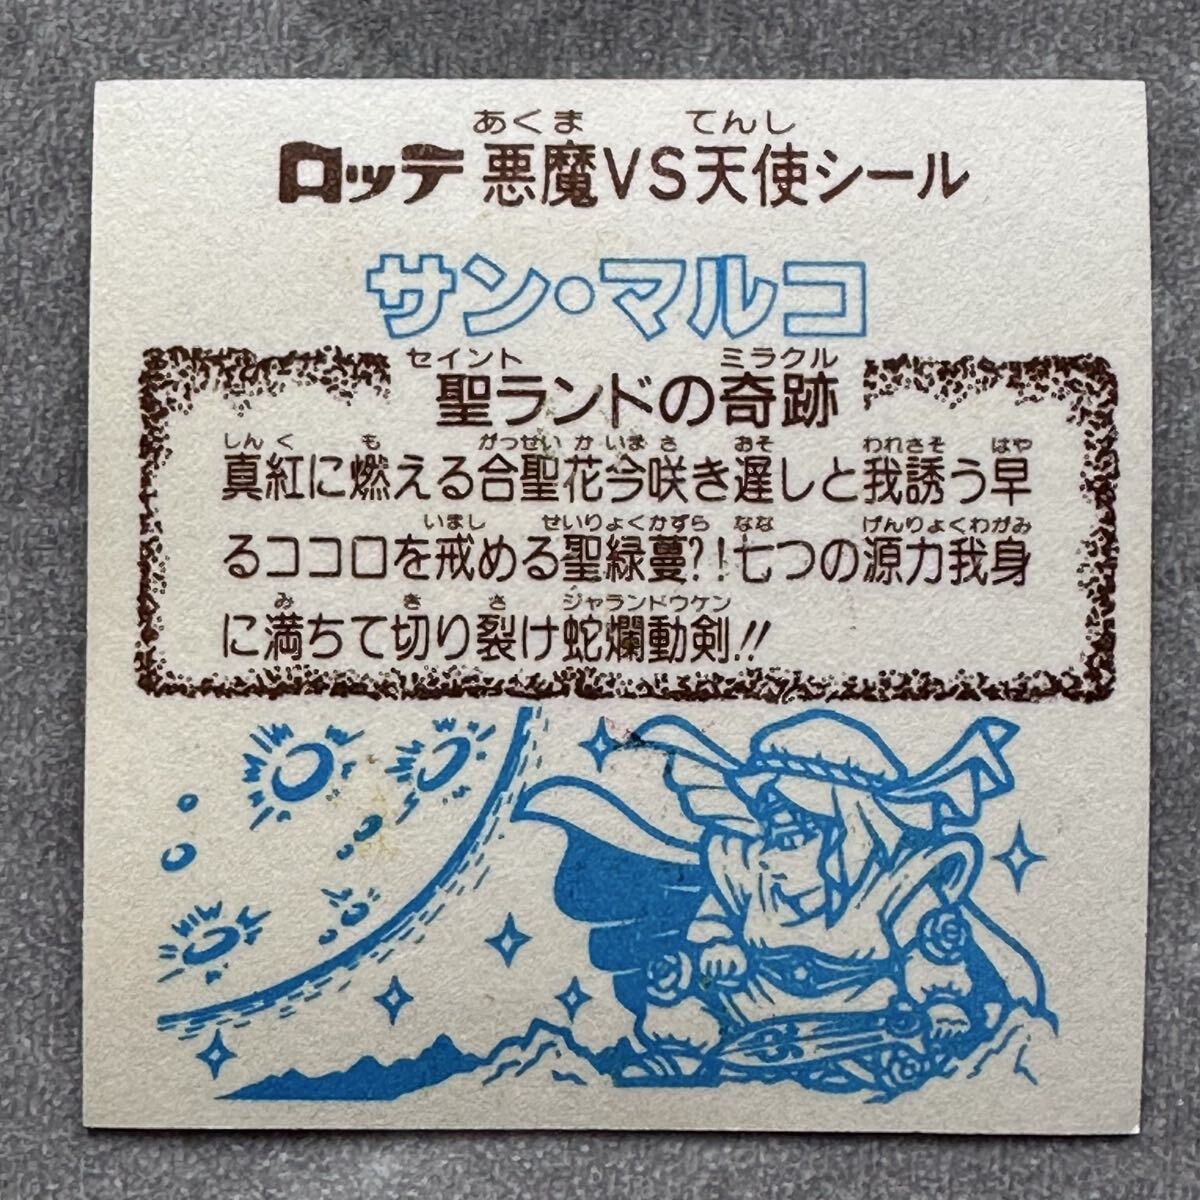 あくま てんし
ロッテ 悪魔VS天使シール
サン・マルコ
セイント ミラクル
聖ランドの奇跡
しんく も がっせいか いま さ おそ われさそ はや
真紅に燃える合聖花今咲き遅しと我誘う早
いまし せいりょくかずら なな げんりょくわがみ
るココロを戒める聖緑蔓?!七つの源力我身
み き さ ジャランドウケン
に満ちて切り裂け蛇爛動剣!!